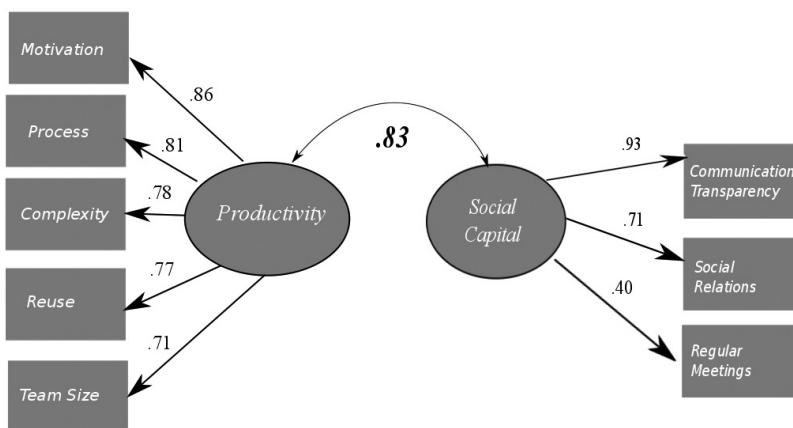 Motivation
.86
Process
.81
.83
.93
Communication
Transparency
Complexity
.78
Productivity
Social
Capital
.71
Social
Relations
Reuse
.77
.40
.71
Regular
Meetings
Team Size